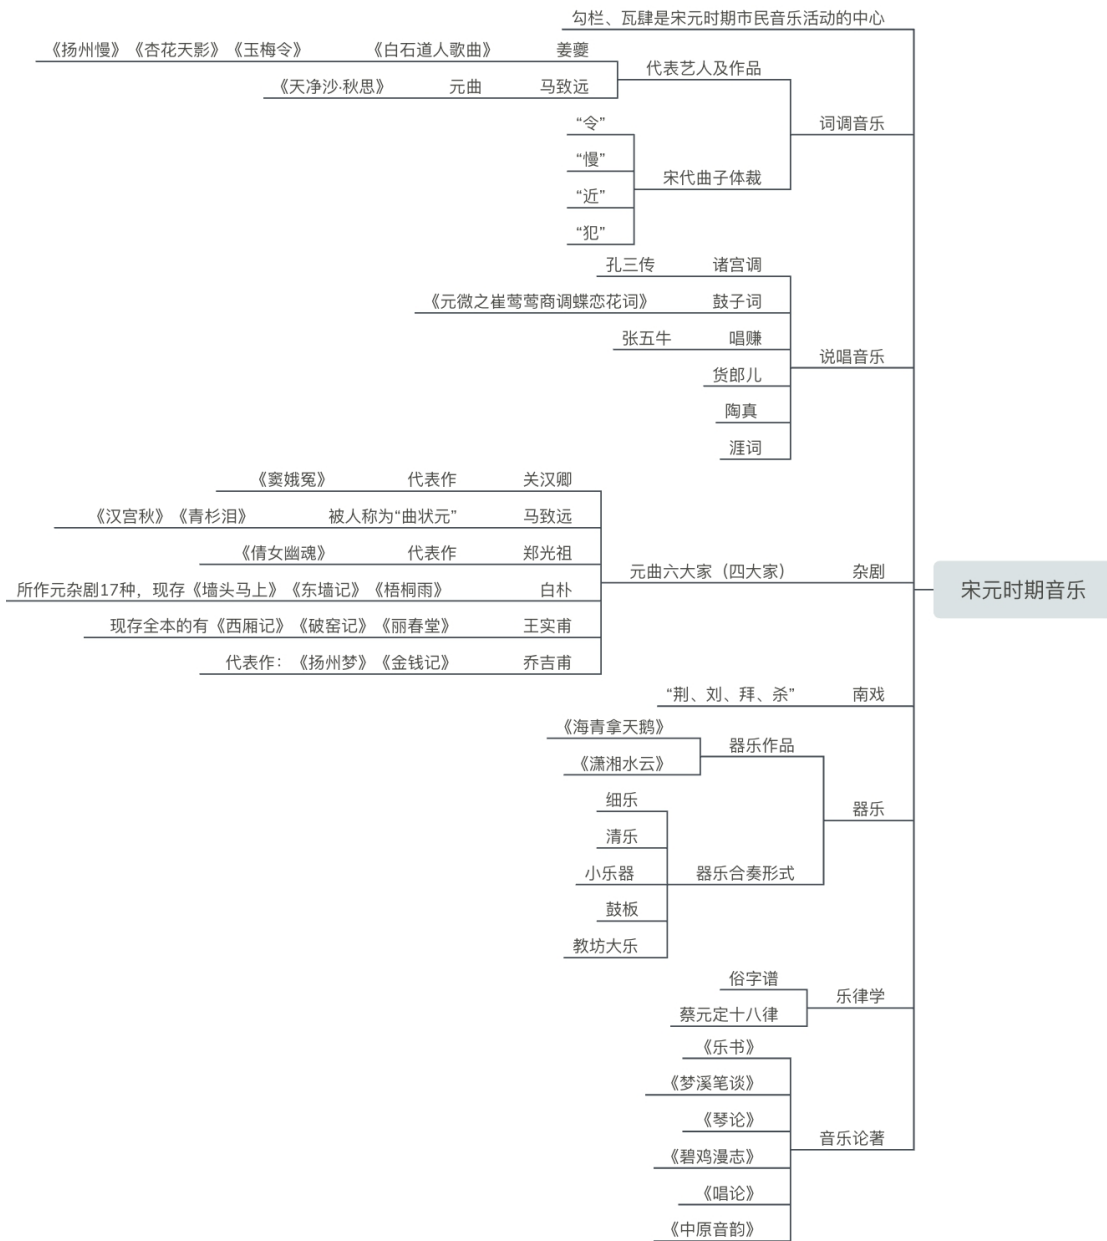 勾栏、瓦肆是宋元时期市民音乐活动的中心
《扬州慢》《杏花天影》《玉梅令》 《白石道人歌曲》 姜夔
代表艺人及作品
《天净沙·秋思》 元曲 马致远
词调音乐
“令”
“慢”
宋代曲子体裁
“近”
“犯”
孔三传 诸宫调
《元微之崔莺莺商调蝶恋花词》 鼓子词
张五牛 唱赚
说唱音乐
货郎儿
陶真
涯词
《窦娥冤》 代表作 关汉卿
《汉宫秋》《青杉泪》 被人称为“曲状元” 马致远
《倩女幽魂》 代表作 郑光祖
元曲六大家（四大家） 杂剧
所作元杂剧17种，现存《墙头马上》《东墙记》《梧桐雨》 白朴
宋元时期音乐
现存全本的有《西厢记》《破窑记》《丽春堂》 王实甫
代表作：《扬州梦》《金钱记》 乔吉甫
“荆、刘、拜、杀” 南戏
《海青拿天鹅》
器乐作品
《潇湘水云》
细乐
器乐
清乐
小乐器 器乐合奏形式
鼓板
教坊大乐
俗字谱
乐律学
蔡元定十八律
《乐书》
《梦溪笔谈》
《琴论》
音乐论著
《碧鸡漫志》
《唱论》
《中原音韵》